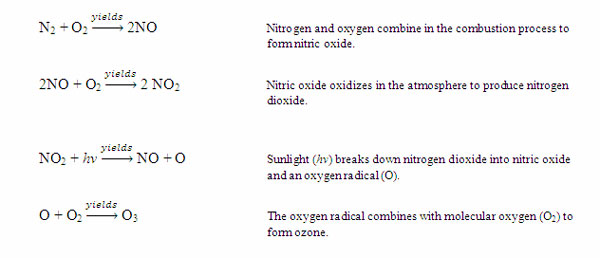 N₂ + O₂ —yields→ 2NO
Nitrogen and oxygen combine in the combustion process to
form nitric oxide.
2NO + O₂ —yields→ 2 NO₂
Nitric oxide oxidizes in the atmosphere to produce nitrogen
dioxide.
NO₂ + hv —yields→ NO + O
Sunlight (hv) breaks down nitrogen dioxide into nitric oxide
and an oxygen radical (O).
O + O₂ —yields→ O₃
The oxygen radical combines with molecular oxygen (O₂) to
form ozone.